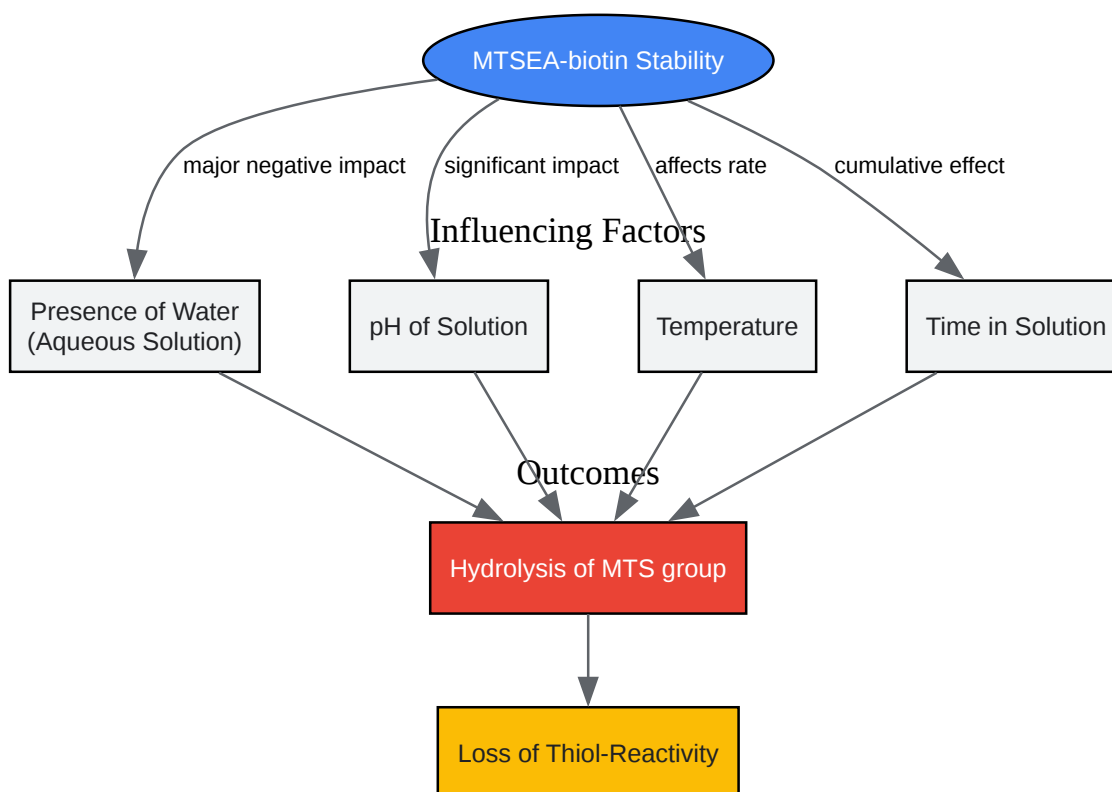 MTSEA-biotin Stability
major negative impact
significant impact
affects rate
cumulative effect
Influencing Factors
Presence of Water
(Aqueous Solution)
pH of Solution
Temperature
Time in Solution
Outcomes
Hydrolysis of MTS group
Loss of Thiol-Reactivity